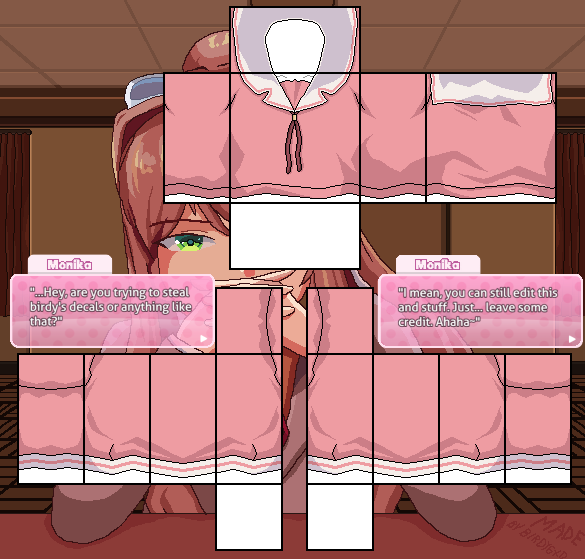 Monika
"...Hey, are you trying to steal
birdy's decals or anything like
that?"
Monika
"I mean, you can still edit this
and stuff. Just... leave some
credit. Ahaha~"
MADE